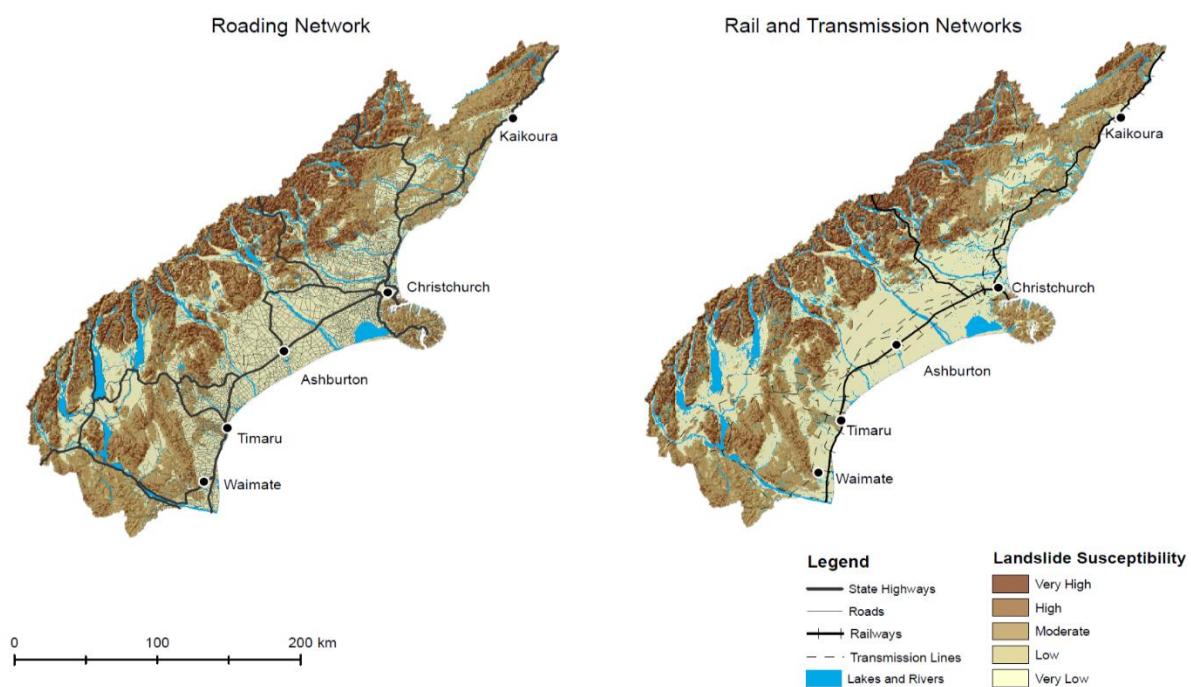 Roading Network
Kaikoura
Christchurch
Ashburton
Timaru
Waimate
Rail and Transmission Networks
Kaikoura
Christchurch
Ashburton
Timaru
Waimate
0 100 200 km
Legend
State Highways
Roads
Railways
Transmission Lines
Lakes and Rivers
Landslide Susceptibility
Very High
High
Moderate
Low
Very Low